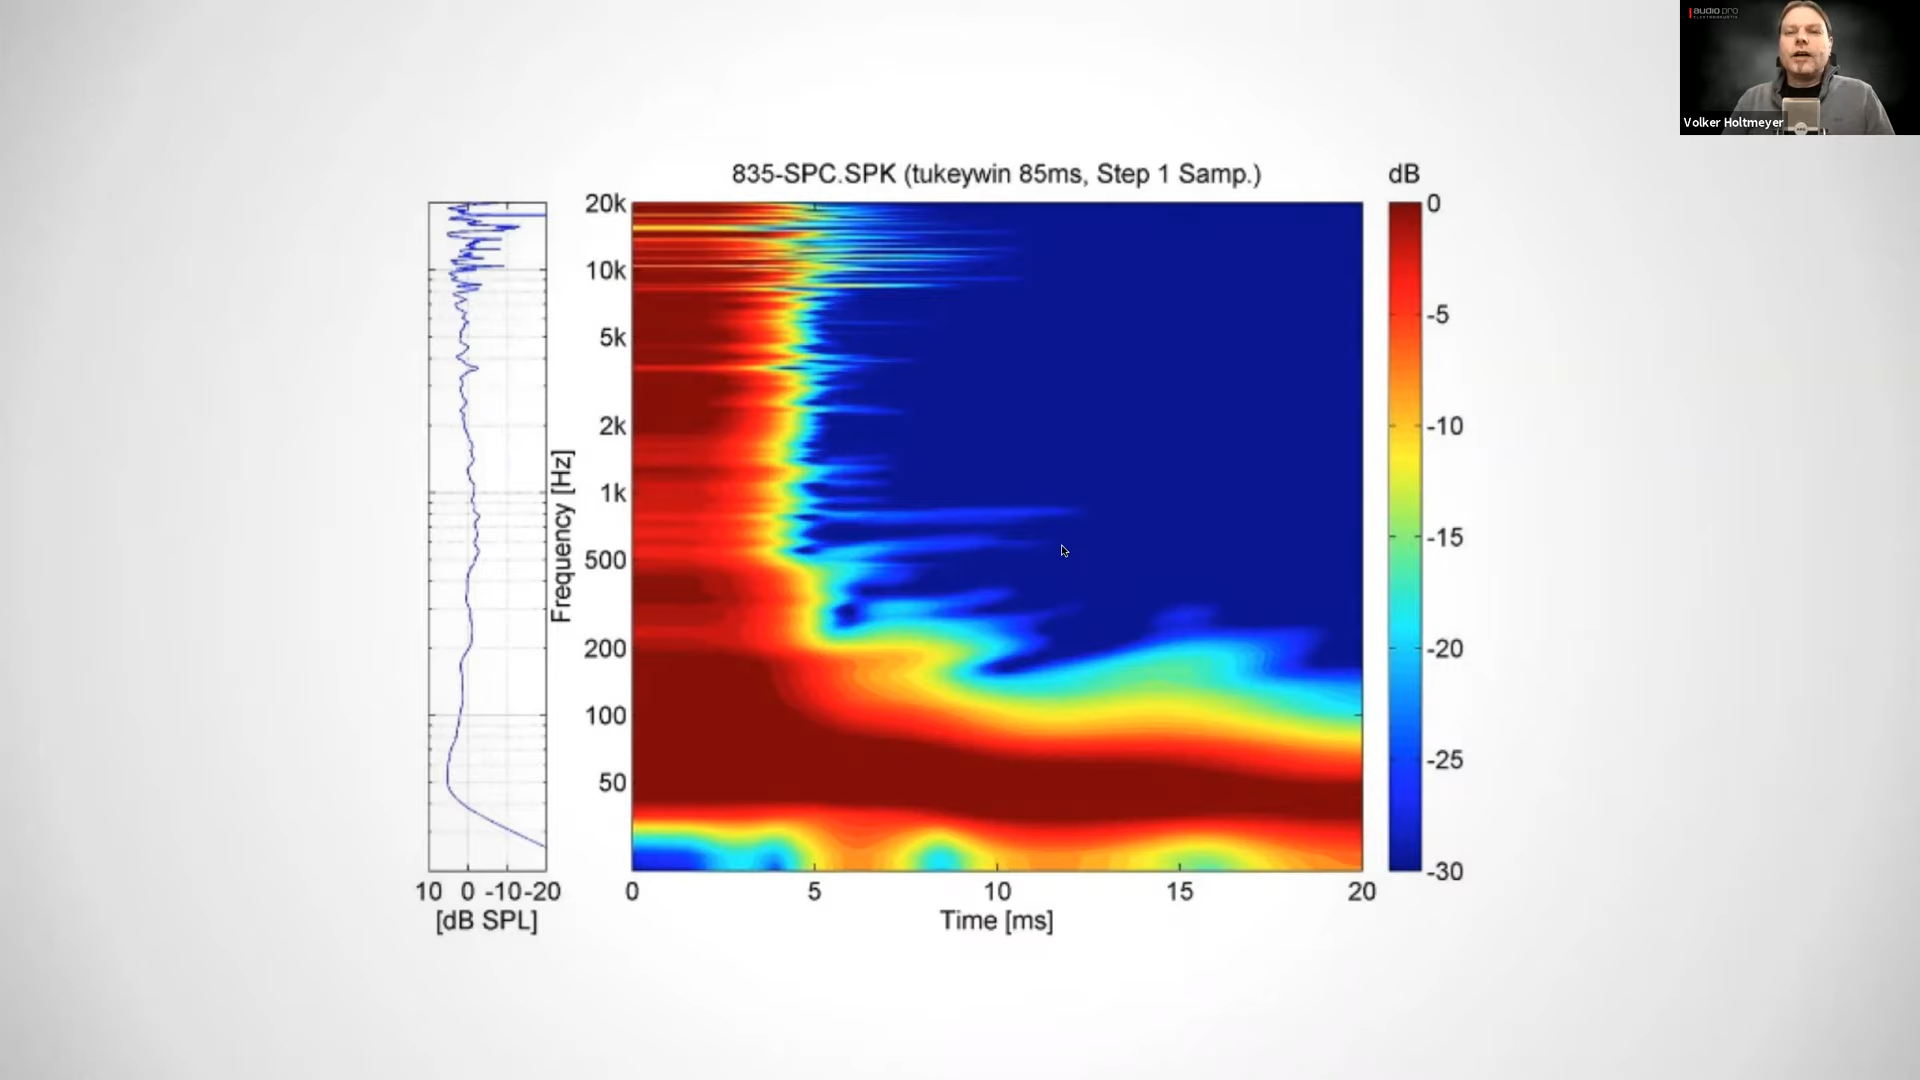 audio pro
Volker Holtmeyer
835-SPC.SPK (tukeywin 85ms, Step 1 Samp.)
dB
20k
10k
5k
2k
1k
500
200
100
50
Frequency [Hz]
0
-5
-10
-15
-20
-25
-30
10 0 -10 -20
[dB SPL]
0 5 10 15 20
Time [ms]